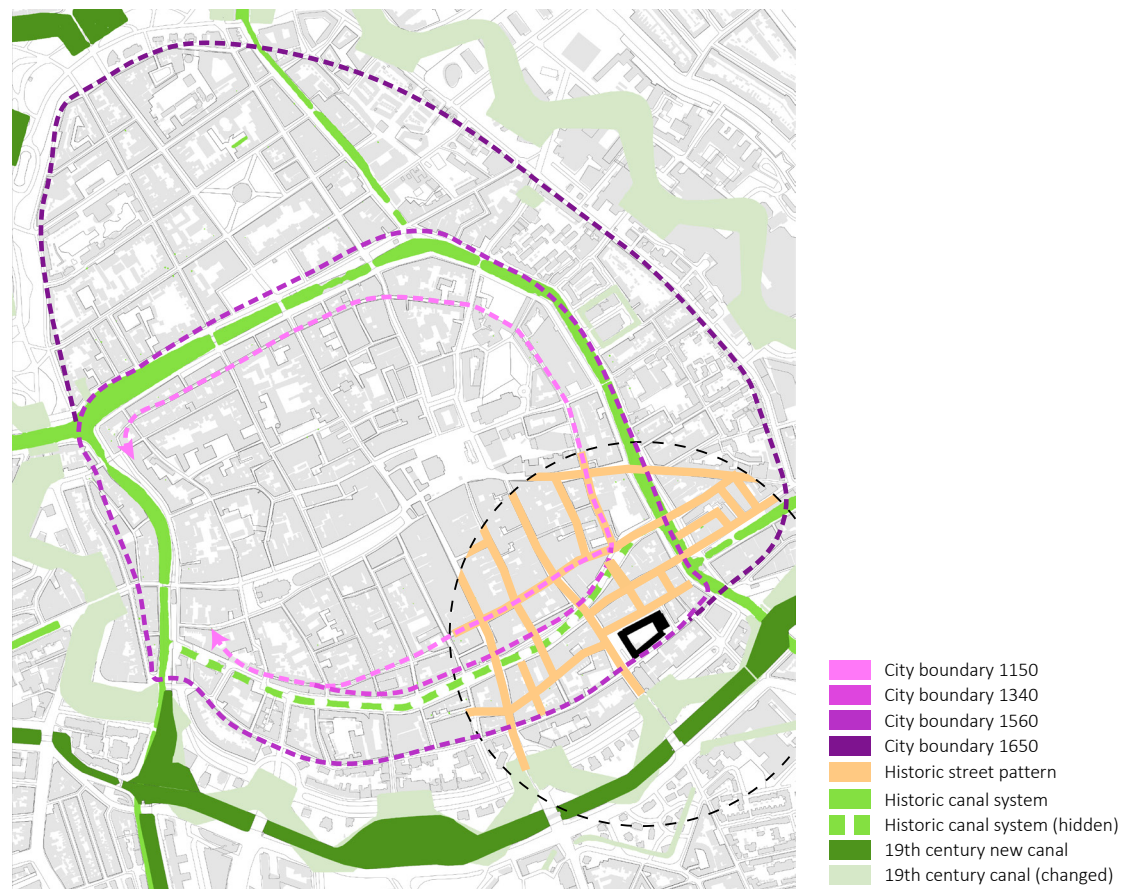 City boundary 1150
City boundary 1340
City boundary 1560
City boundary 1650
Historic street pattern
Historic canal system
Historic canal system (hidden)
19th century new canal
19th century canal (changed)